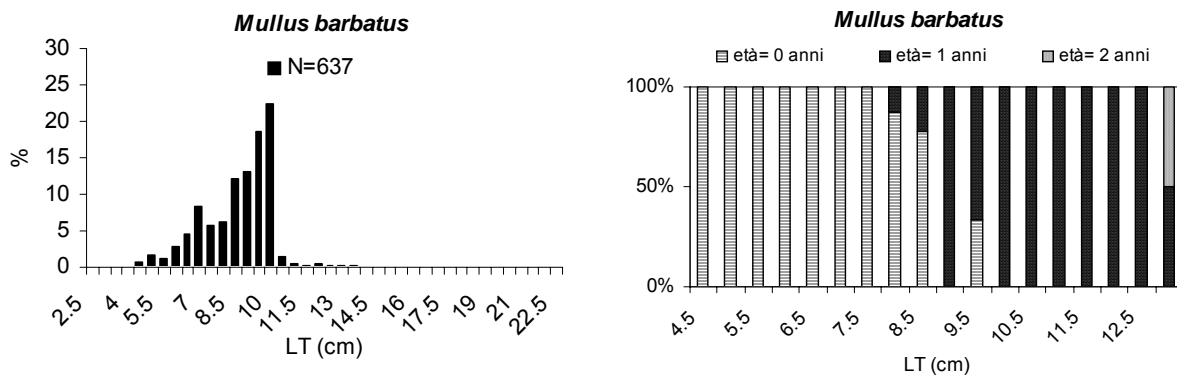 Mullus barbatus
30
25
20
15
10
5
0
%
N=637
2.5 4 5.5 7 8.5 10 11.5 13 14.5 16 17.5 19 21 22.5
LT (cm)
Mullus barbatus
età= 0 anni età= 1 anni età= 2 anni
100%
50%
0%
4.5 5.5 6.5 7.5 8.5 9.5 10.5 11.5 12.5
LT (cm)